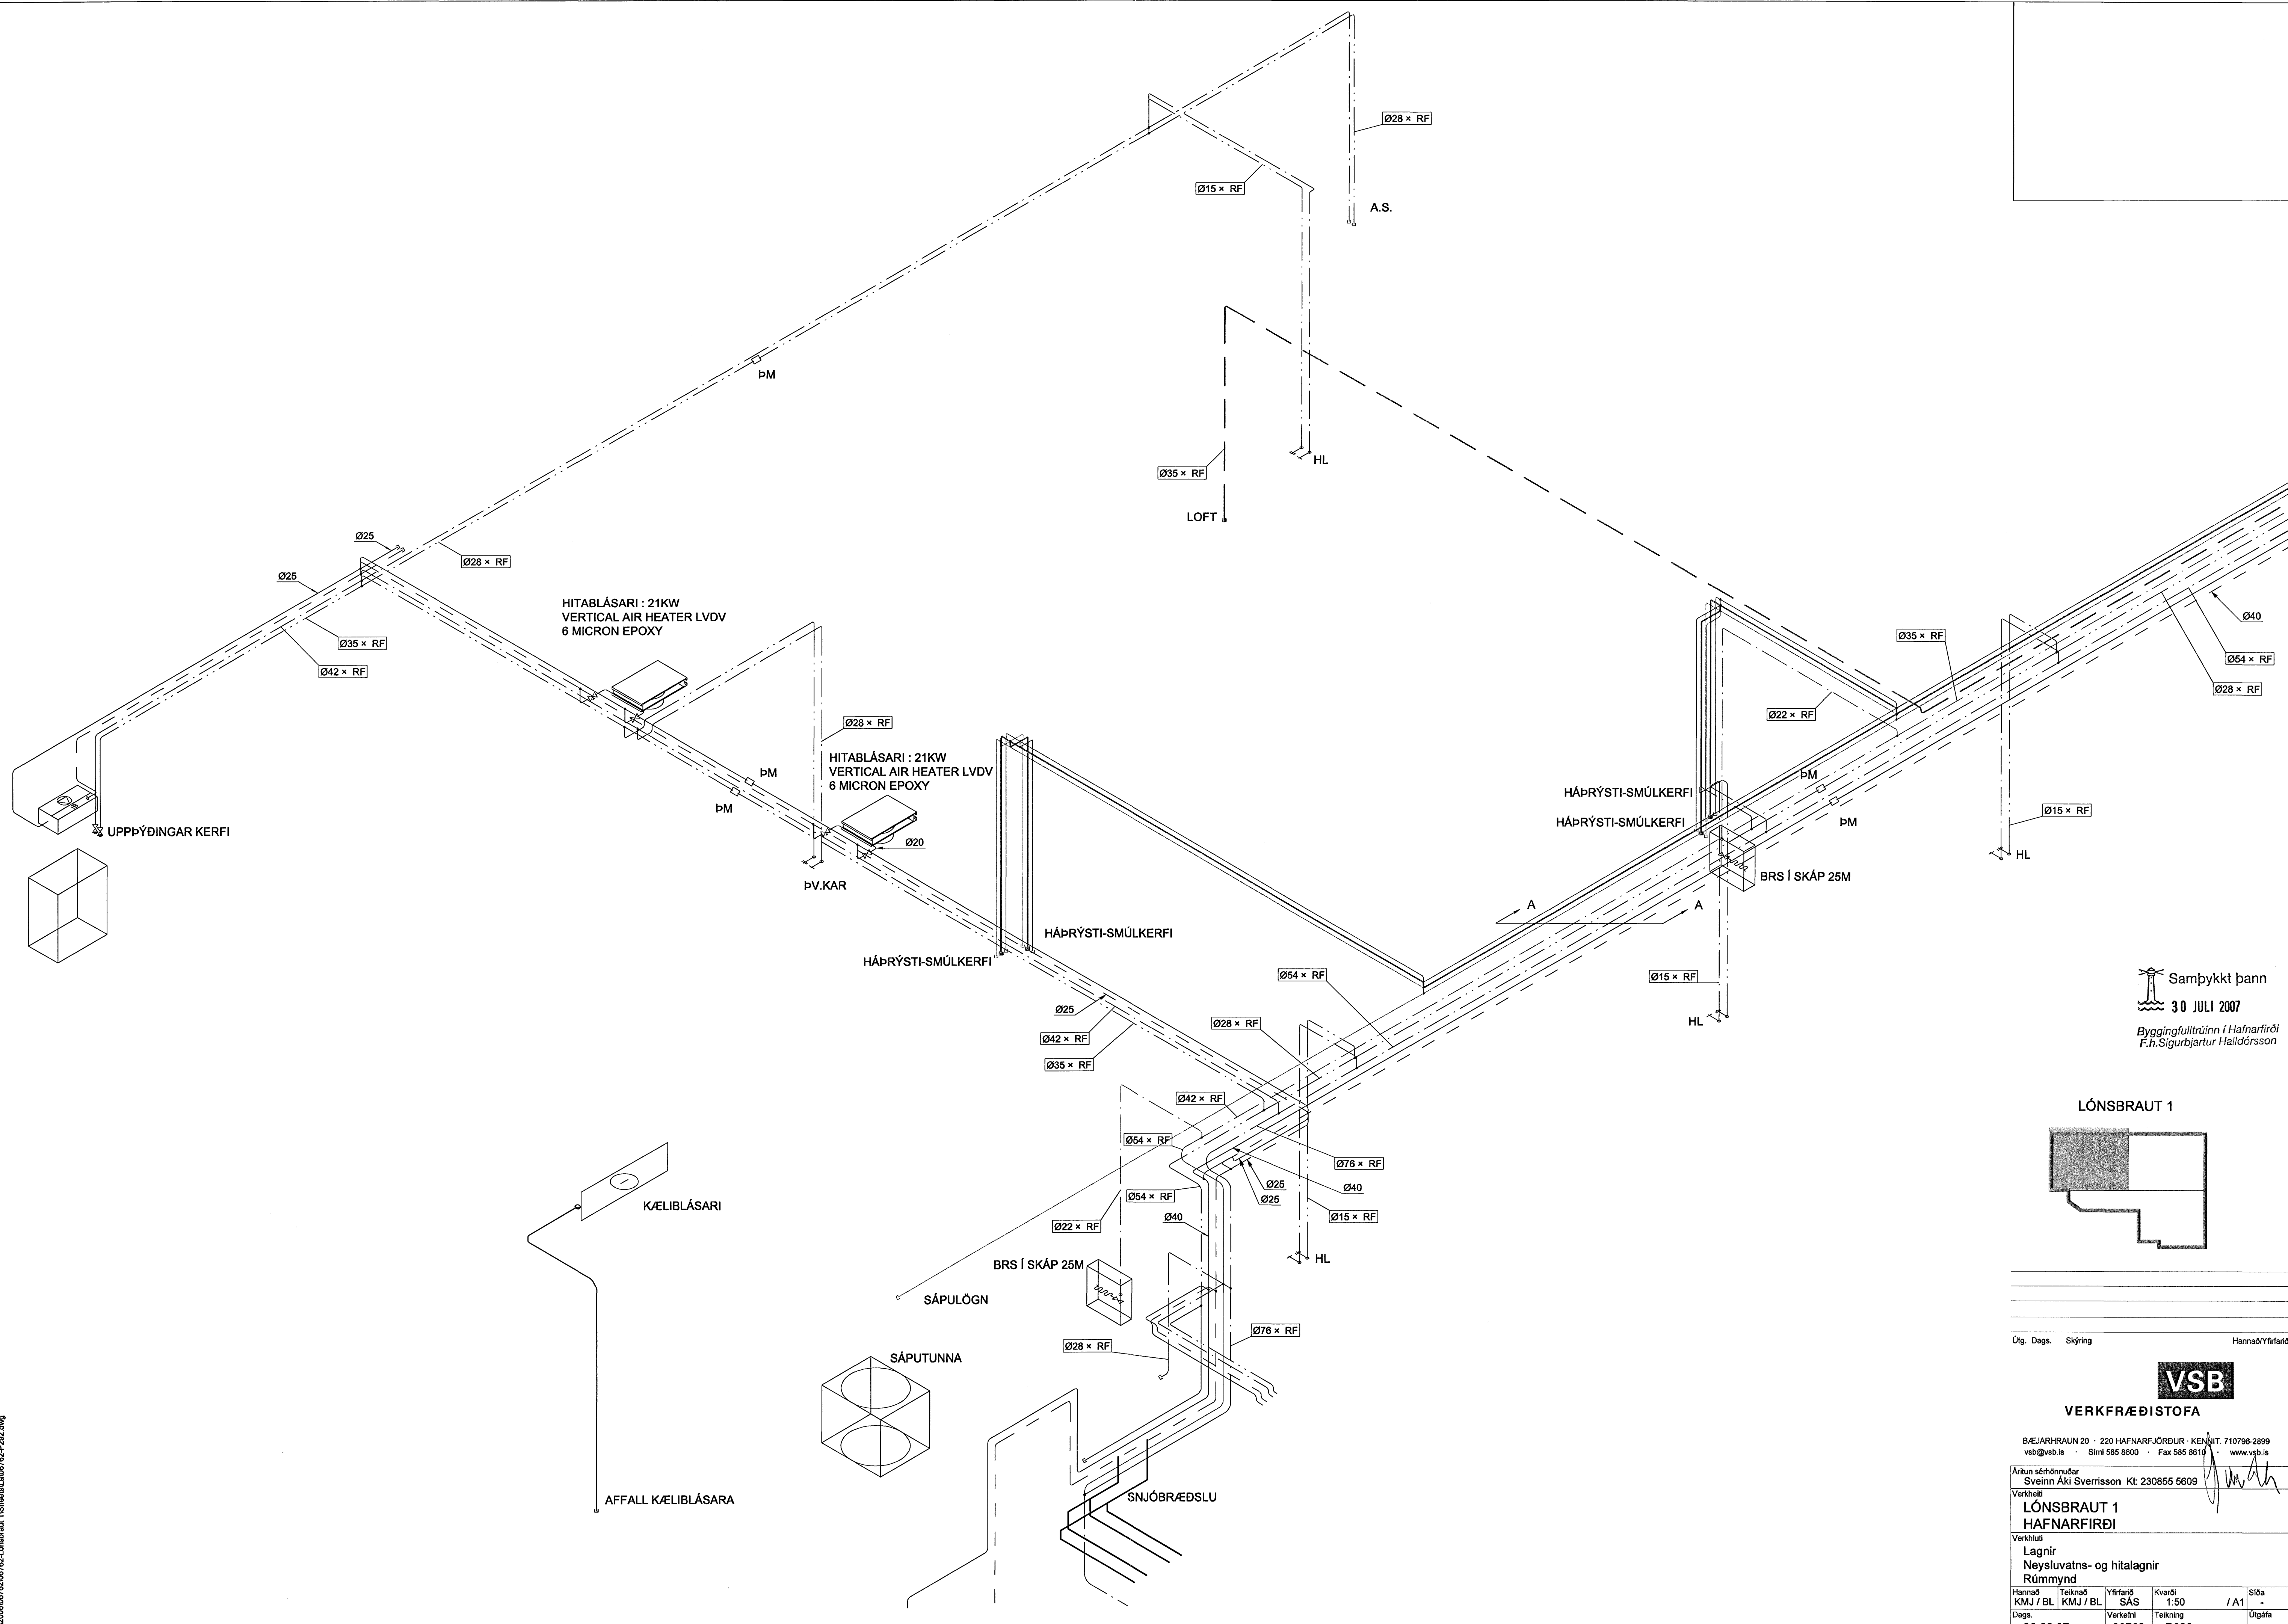 Ø28 × RF
Ø15 × RF
A.S.
ÞM
HL
Ø35 × RF
LOFT
Ø25
Ø25
Ø28 × RF
Ø35 × RF
Ø42 × RF
HITABLÁSARI : 21KW
VERTICAL AIR HEATER LVDV
6 MICRON EPOXY
Ø28 × RF
HITABLÁSARI : 21KW
VERTICAL AIR HEATER LVDV
6 MICRON EPOXY
ÞM
ÞM
Ø20
ÞV.KAR
UPPÞÝÐINGAR KERFI
Ø40
Ø35 × RF
Ø54 × RF
Ø28 × RF
Ø22 × RF
ÞM
HÁÞRÝSTI-SMÚLKERFI
HÁÞRÝSTI-SMÚLKERFI
ÞM
Ø15 × RF
HL
BRS Í SKÁP 25M
A
A
HÁÞRÝSTI-SMÚLKERFI
HÁÞRÝSTI-SMÚLKERFI
Ø54 × RF
Ø15 × RF
HL
Ø25
Ø28 × RF
Ø42 × RF
Ø35 × RF
Ø42 × RF
Ø54 × RF
Ø76 × RF
Ø25
Ø40
Ø54 × RF
Ø25
Ø22 × RF
Ø40
Ø15 × RF
HL
BRS Í SKÁP 25M
KÆLIBLÁSARI
SÁPULÖGN
Ø76 × RF
Ø28 × RF
SÁPUTUNNA
AFFALL KÆLIBLÁSARA
SNJÓBRÆÐSLU
Samþykkt þann
30 JULI 2007
Byggingfulltrúinn í Hafnarfirði
F.h.Sigurbjartur Halldórsson
LÓNSBRAUT 1
Útg. Dags. Skýring Hannað/Yfirfarið
VSB
VERKFRÆÐISTOFA
BÆJARHRAUN 20 · 220 HAFNARFJÖRÐUR · KENNIT. 710796-2899
vsb@vsb.is · Sími 585 8600 · Fax 585 8610 · www.vsb.is
Áritun sérhönnuðar
Sveinn Áki Sverrisson Kt: 230855 5609
Verkheiti
LÓNSBRAUT 1
HAFNARFIRÐI
Verkhluti
Lagnir
Neysluvatns- og hitalagnir
Rúmmynd
Hannað Teiknað Yfirfarið Kvarði Síða
KMJ / BL KMJ / BL SÁS 1:50 / A1 -
Dags. Verkefni Teikning Útgáfa